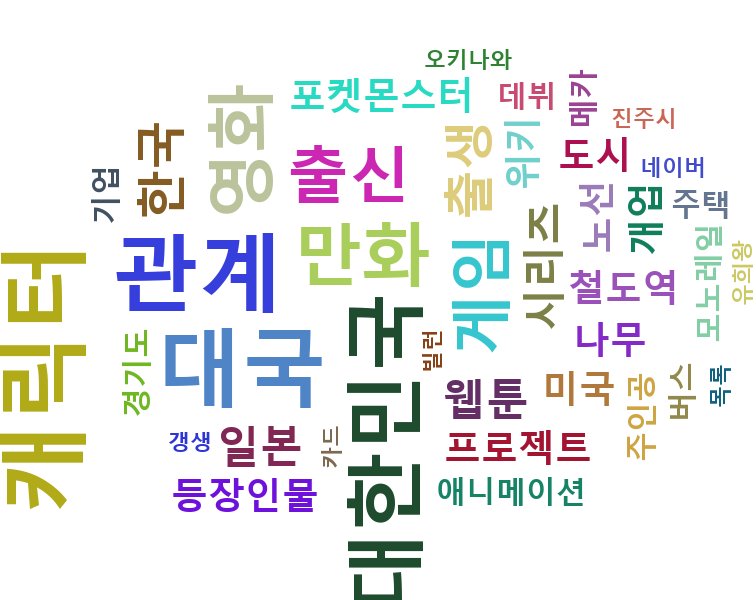 오키나와
포켓몬스터
데뷔
메카
진주시
영화
한국
출신
출생
위키
도시
네이버
기업
노선
개업
주택
관계
만화
게임
시리즈
철도역
모노레일
유희왕
캐릭터
대국
대한민국
빌런
나무
경기도
웹툰
미국
주인공
버스
목록
갱생
일본
카드
프로젝트
등장인물
애니메이션